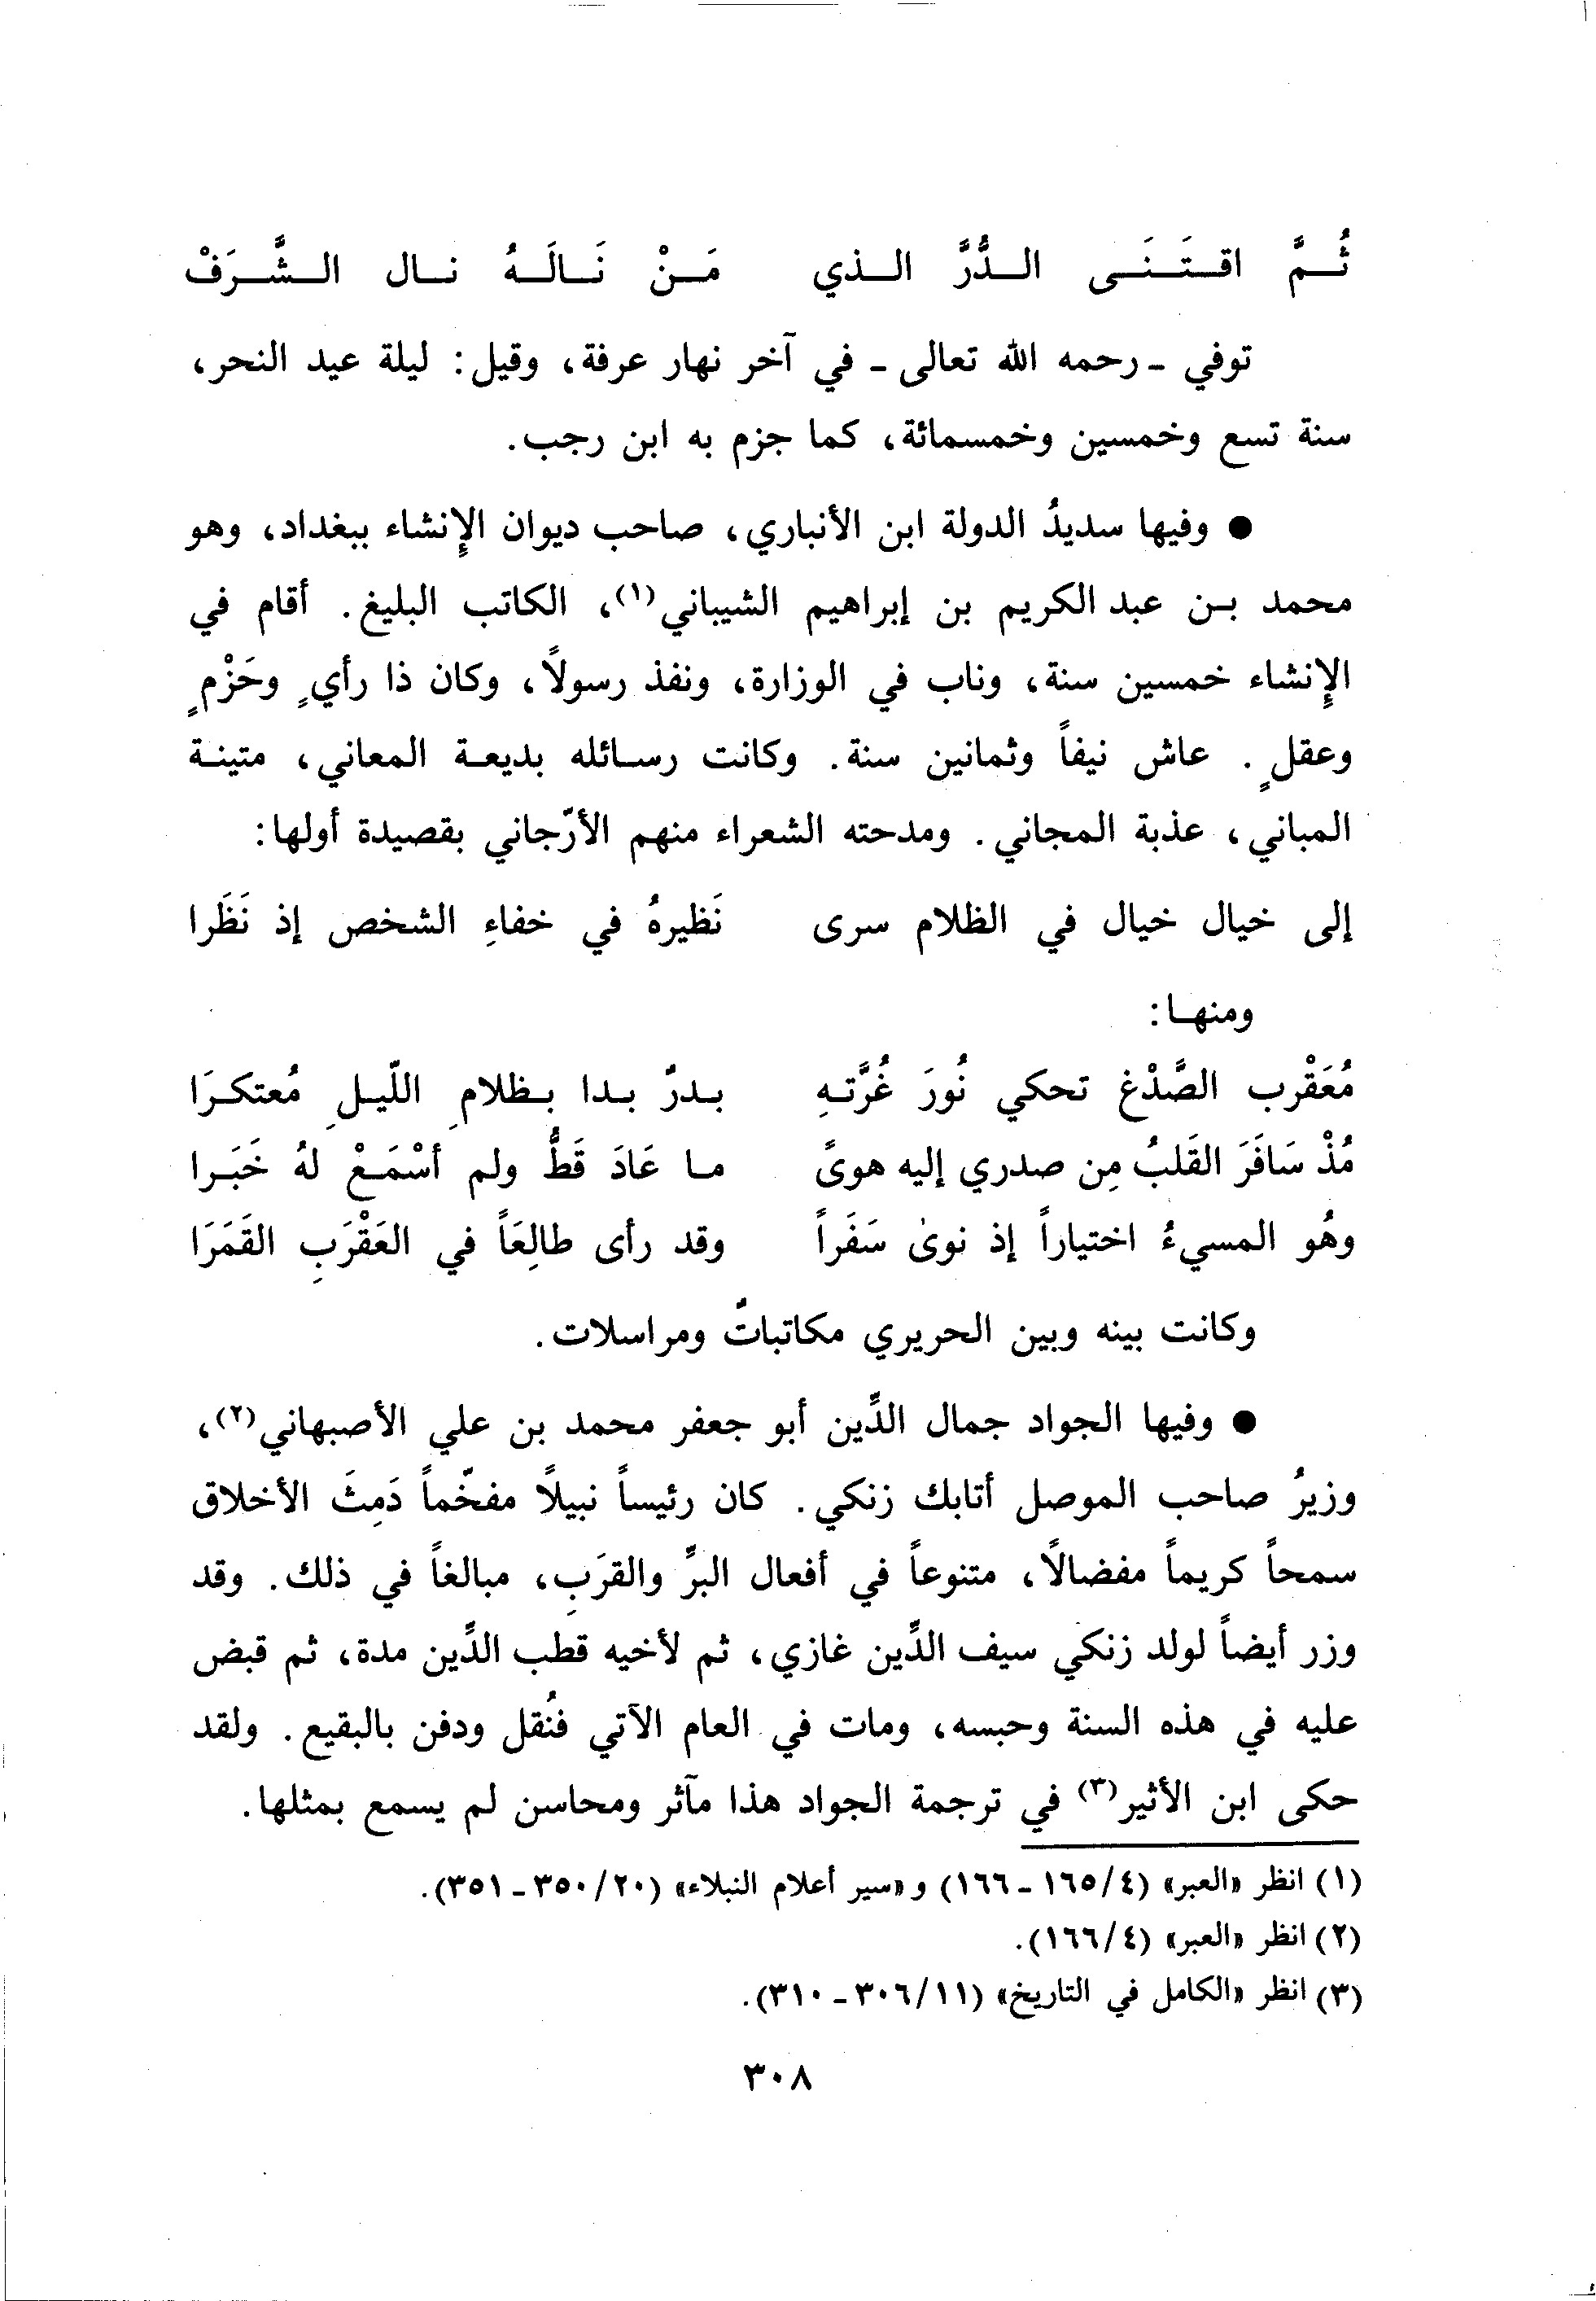 ثُمَّ اقتَنَى الدُّرَّ الذي مَنْ نَالَهُ نال الشَّرَفْ
توفي - رحمه الله تعالى - في آخر نهار عرفة، وقيل: ليلة عيد النحر،
سنة تسع وخمسين وخمسمائة، كما جزم به ابن رجب.
● وفيها سديدُ الدولة ابن الأنباري، صاحب ديوان الإنشاء ببغداد، وهو
محمد بن عبد الكريم بن إبراهيم الشيباني(١)، الكاتب البليغ. أقام في
الإنشاء خمسين سنة، وناب في الوزارة، ونفذ رسولاً، وكان ذا رأيٍ وحَزْمٍ
وعقلٍ. عاش نيفاً وثمانين سنة. وكانت رسائله بديعة المعاني، متينة
المباني، عذبة المجاني. ومدحته الشعراء منهم الأرّجاني بقصيدة أولها:
إلى خيال خيال في الظلام سرى نَظيرهُ في خفاءِ الشخص إذ نَظَرا
ومنها:
مُعَقْرب الصَّدْغ تحكي نُورَ غُرَّتهِ بدرٌ بدا بظلامِ اللّيلِ مُعتكرَا
مُذْ سَافَرَ القَلبُ مِن صدري إليه هوىً ما عَادَ قَطُّ ولم أسْمَعْ لهُ خَبَرا
وهُو المسيءُ اختياراً إذ نوىٰ سَفَراً وقد رأى طالِعَاً في العَقْرَبِ القَمَرَا
وكانت بينه وبين الحريري مكاتباتٌ ومراسلات.
● وفيها الجواد جمال الدِّين أبو جعفر محمد بن علي الأصبهاني(٢)،
وزيرُ صاحب الموصل أتابك زنكي. كان رئيساً نبيلاً مفخّماً دَمِثَ الأخلاق
سمحاً كريماً مفضالاً، متنوعاً في أفعال البرِّ والقرَبِ، مبالغاً في ذلك. وقد
وزر أيضاً لولد زنكي سيف الدِّين غازي، ثم لأخيه قطب الدِّين مدة، ثم قبض
عليه في هذه السنة وحبسه، ومات في العام الآتي فنُقل ودفن بالبقيع. ولقد
حكى ابن الأثير(٣) في ترجمة الجواد هذا مآثر ومحاسن لم يسمع بمثلها.
(١) انظر «العبر» (٤/١٦٥ - ١٦٦) و«سير أعلام النبلاء» (٢٠/٣٥٠ - ٣٥١).
(٢) انظر «العبر» (٤/١٦٦).
(٣) انظر «الكامل في التاريخ» (١١/٣٠٦ - ٣١٠).
٣٠٨